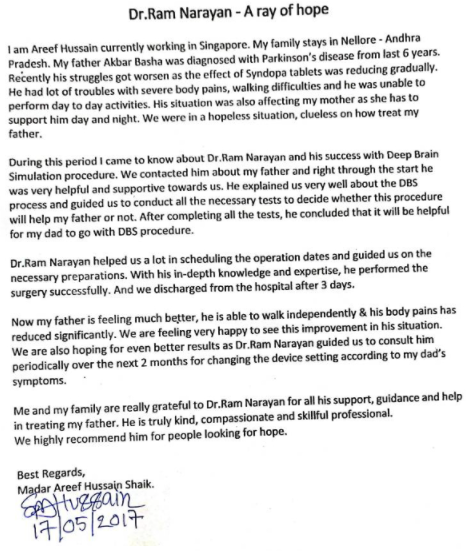 Dr.Ram Narayan - A ray of hope
I am Areef Hussain currently working in Singapore. My family stays in Nellore - Andhra
Pradesh. My father Akbar Basha was diagnosed with Parkinson's disease from last 6 years.
Recently his struggles got worsen as the effect of Syndopa tablets was reducing gradually.
He had lot of troubles with severe body pains, walking difficulties and he was unable to
perform day to day activities. His situation was also affecting my mother as she has to
support him day and night. We were in a hopeless situation, clueless on how treat my
father.
During this period I came to know about Dr.Ram Narayan and his success with Deep Brain
Simulation procedure. We contacted him about my father and right through the start he
was very helpful and supportive towards us. He explained us very well about the DBS
process and guided us to conduct all the necessary tests to decide whether this procedure
will help my father or not. After completing all the tests, he concluded that it will be helpful
for my dad to go with DBS procedure.
Dr.Ram Narayan helped us a lot in scheduling the operation dates and guided us on the
necessary preparations. With his in-depth knowledge and expertise, he performed the
surgery successfully. And we discharged from the hospital after 3 days.
Now my father is feeling much better, he is able to walk independently & his body pains has
reduced significantly. We are feeling very happy to see this improvement in his situation.
We are also hoping for even better results as Dr.Ram Narayan guided us to consult him
periodically over the next 2 months for changing the device setting according to my dad's
symptoms.
Me and my family are really grateful to Dr.Ram Narayan for all his support, guidance and help
in treating my father. He is truly kind, compassionate and skillful professional.
We highly recommend him for people looking for hope.
Best Regards,
Madar Areef Hussain Shaik.
Hussain
17/05/2017